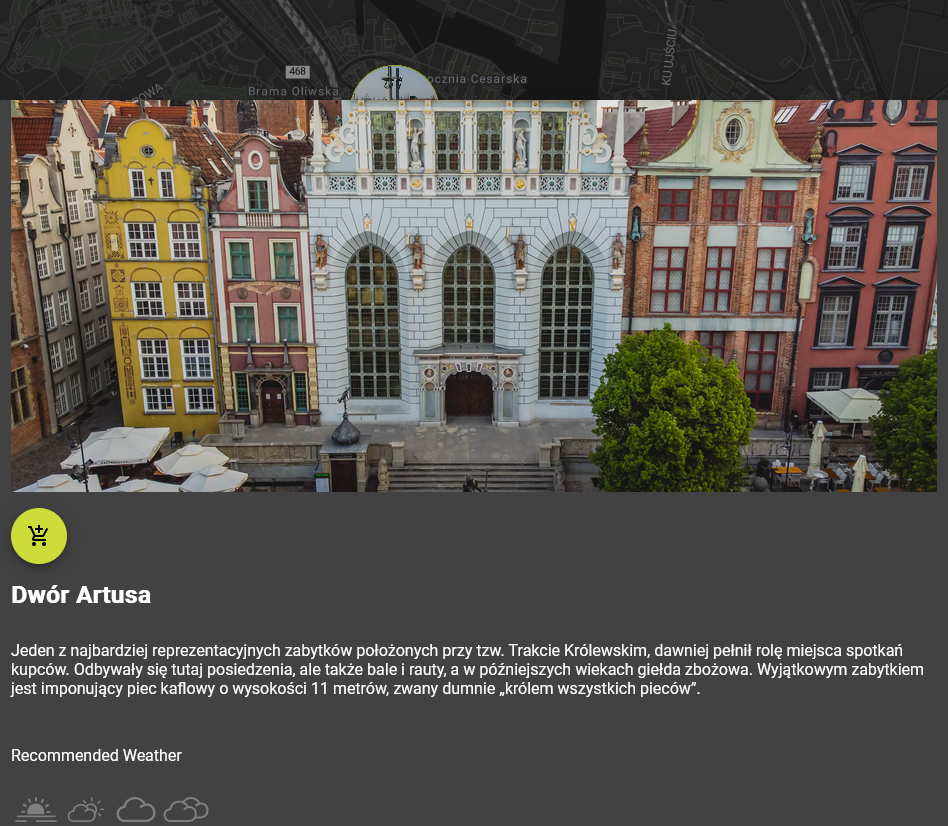 KU UJŚCIU
468
ocznia Cesarska
Brama Oliwska
OWA
Dwór Artusa
Jeden z najbardziej reprezentacyjnych zabytków położonych przy tzw. Trakcie Królewskim, dawniej pełnił rolę miejsca spotkań
kupców. Odbywały się tutaj posiedzenia, ale także bale i rauty, a w późniejszych wiekach giełda zbożowa. Wyjątkowym zabytkiem
jest imponujący piec kaflowy o wysokości 11 metrów, zwany dumnie „królem wszystkich pieców”.
Recommended Weather